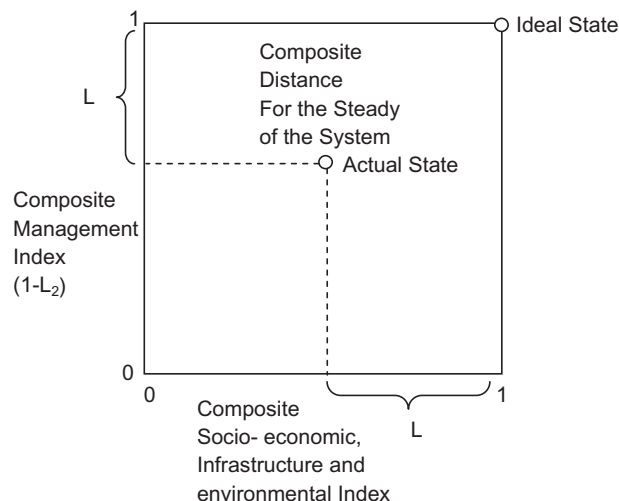 1
Ideal State
Composite
Distance
For the Steady
of the System
L
Actual State
Composite
Management
Index
(1-L₂)
0
0
1
L
Composite
Socio- economic,
Infrastructure and
environmental Index